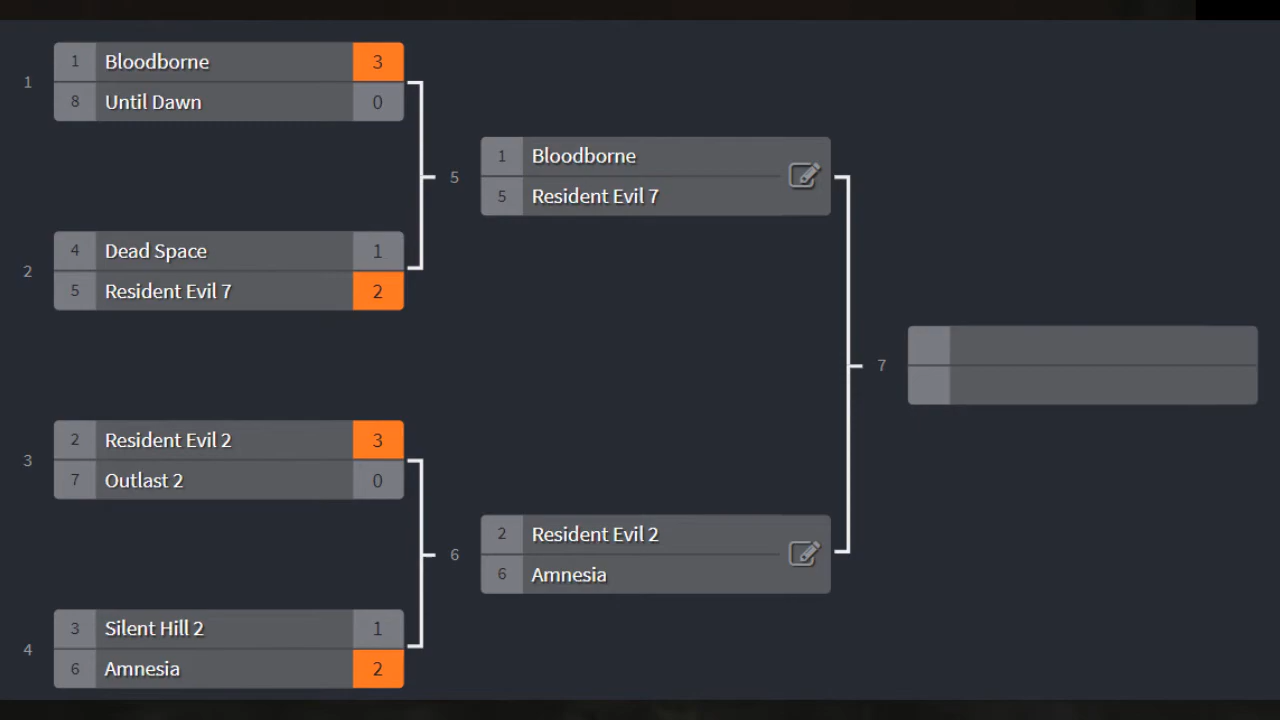 1
1 Bloodborne 3
8 Until Dawn 0
2
4 Dead Space 1
5 Resident Evil 7 2
3
2 Resident Evil 2 3
7 Outlast 2 0
4
3 Silent Hill 2 1
6 Amnesia 2
5
1 Bloodborne
5 Resident Evil 7
6
2 Resident Evil 2
6 Amnesia
7